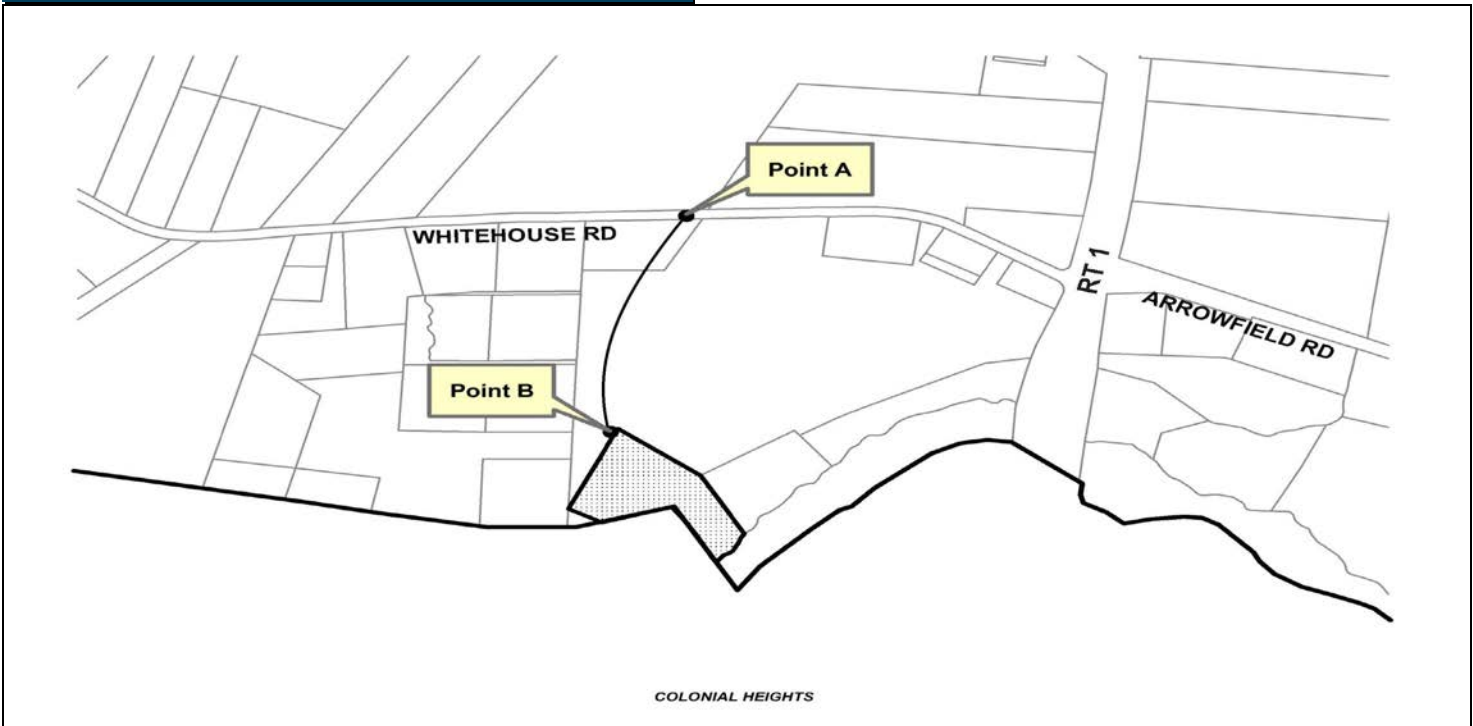 Point A
WHITEHOUSE RD
RT 1
ARROWFIELD RD
Point B
COLONIAL HEIGHTS